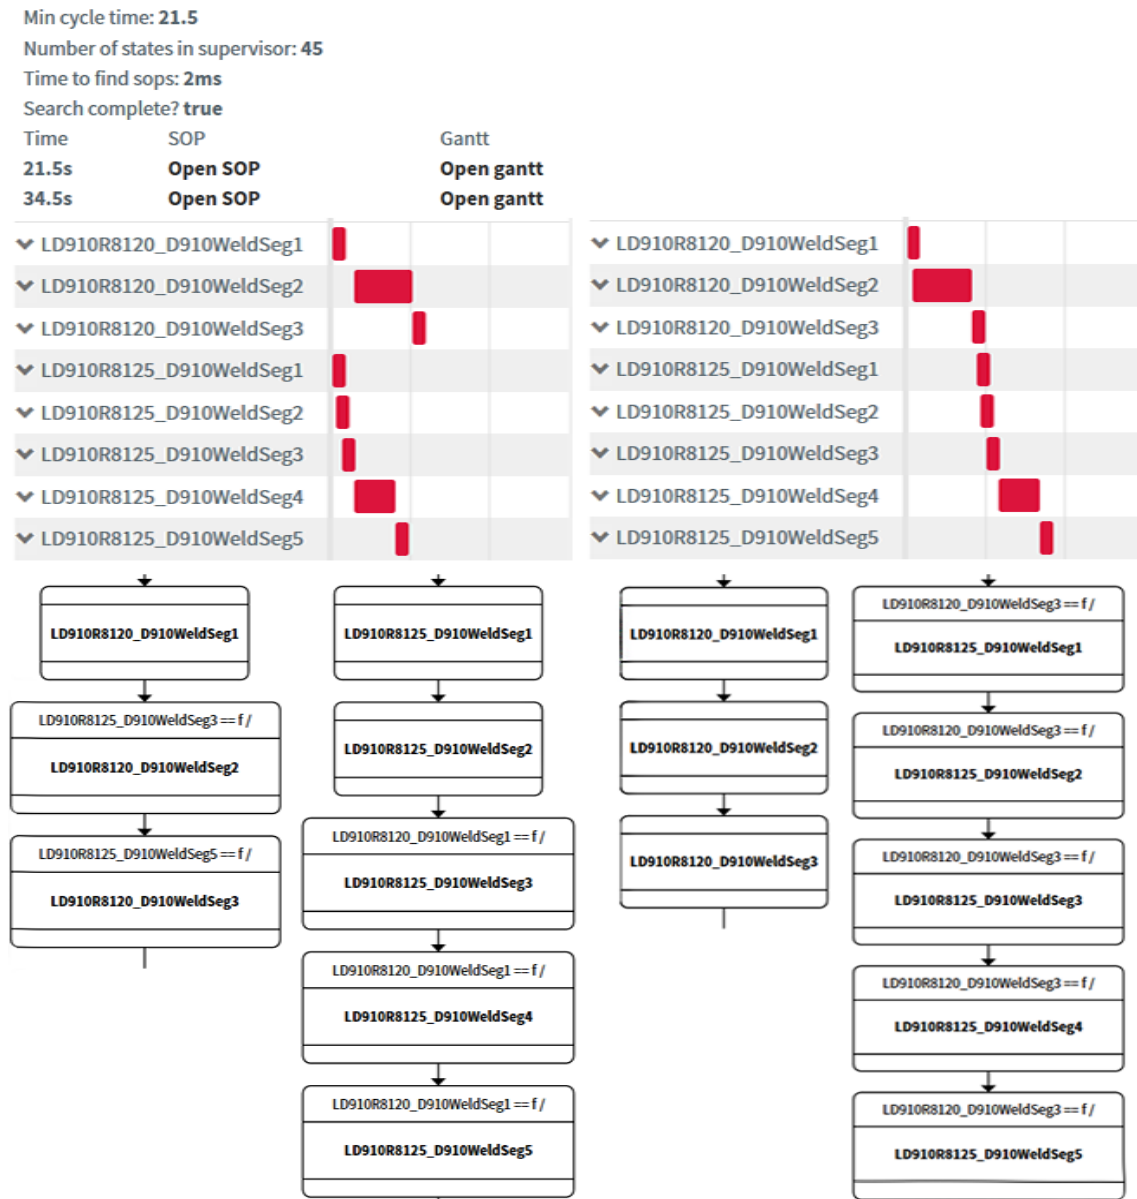 Min cycle time: 21.5
Number of states in supervisor: 45
Time to find sops: 2ms
Search complete? true
Time SOP Gantt
21.5s Open SOP Open gantt
34.5s Open SOP Open gantt
LD910R8120_D910WeldSeg1
LD910R8120_D910WeldSeg2
LD910R8120_D910WeldSeg3
LD910R8125_D910WeldSeg1
LD910R8125_D910WeldSeg2
LD910R8125_D910WeldSeg3
LD910R8125_D910WeldSeg4
LD910R8125_D910WeldSeg5
LD910R8120_D910WeldSeg1
LD910R8120_D910WeldSeg2
LD910R8120_D910WeldSeg3
LD910R8125_D910WeldSeg1
LD910R8125_D910WeldSeg2
LD910R8125_D910WeldSeg3
LD910R8125_D910WeldSeg4
LD910R8125_D910WeldSeg5
LD910R8120_D910WeldSeg1
LD910R8125_D910WeldSeg3 == f /
LD910R8120_D910WeldSeg2
LD910R8125_D910WeldSeg5 == f /
LD910R8120_D910WeldSeg3
LD910R8125_D910WeldSeg1
LD910R8125_D910WeldSeg2
LD910R8120_D910WeldSeg1 == f /
LD910R8125_D910WeldSeg3
LD910R8120_D910WeldSeg1 == f /
LD910R8125_D910WeldSeg4
LD910R8120_D910WeldSeg1 == f /
LD910R8125_D910WeldSeg5
LD910R8120_D910WeldSeg1
LD910R8120_D910WeldSeg2
LD910R8120_D910WeldSeg3
LD910R8120_D910WeldSeg3 == f /
LD910R8125_D910WeldSeg1
LD910R8120_D910WeldSeg3 == f /
LD910R8125_D910WeldSeg2
LD910R8120_D910WeldSeg3 == f /
LD910R8125_D910WeldSeg3
LD910R8120_D910WeldSeg3 == f /
LD910R8125_D910WeldSeg4
LD910R8120_D910WeldSeg3 == f /
LD910R8125_D910WeldSeg5